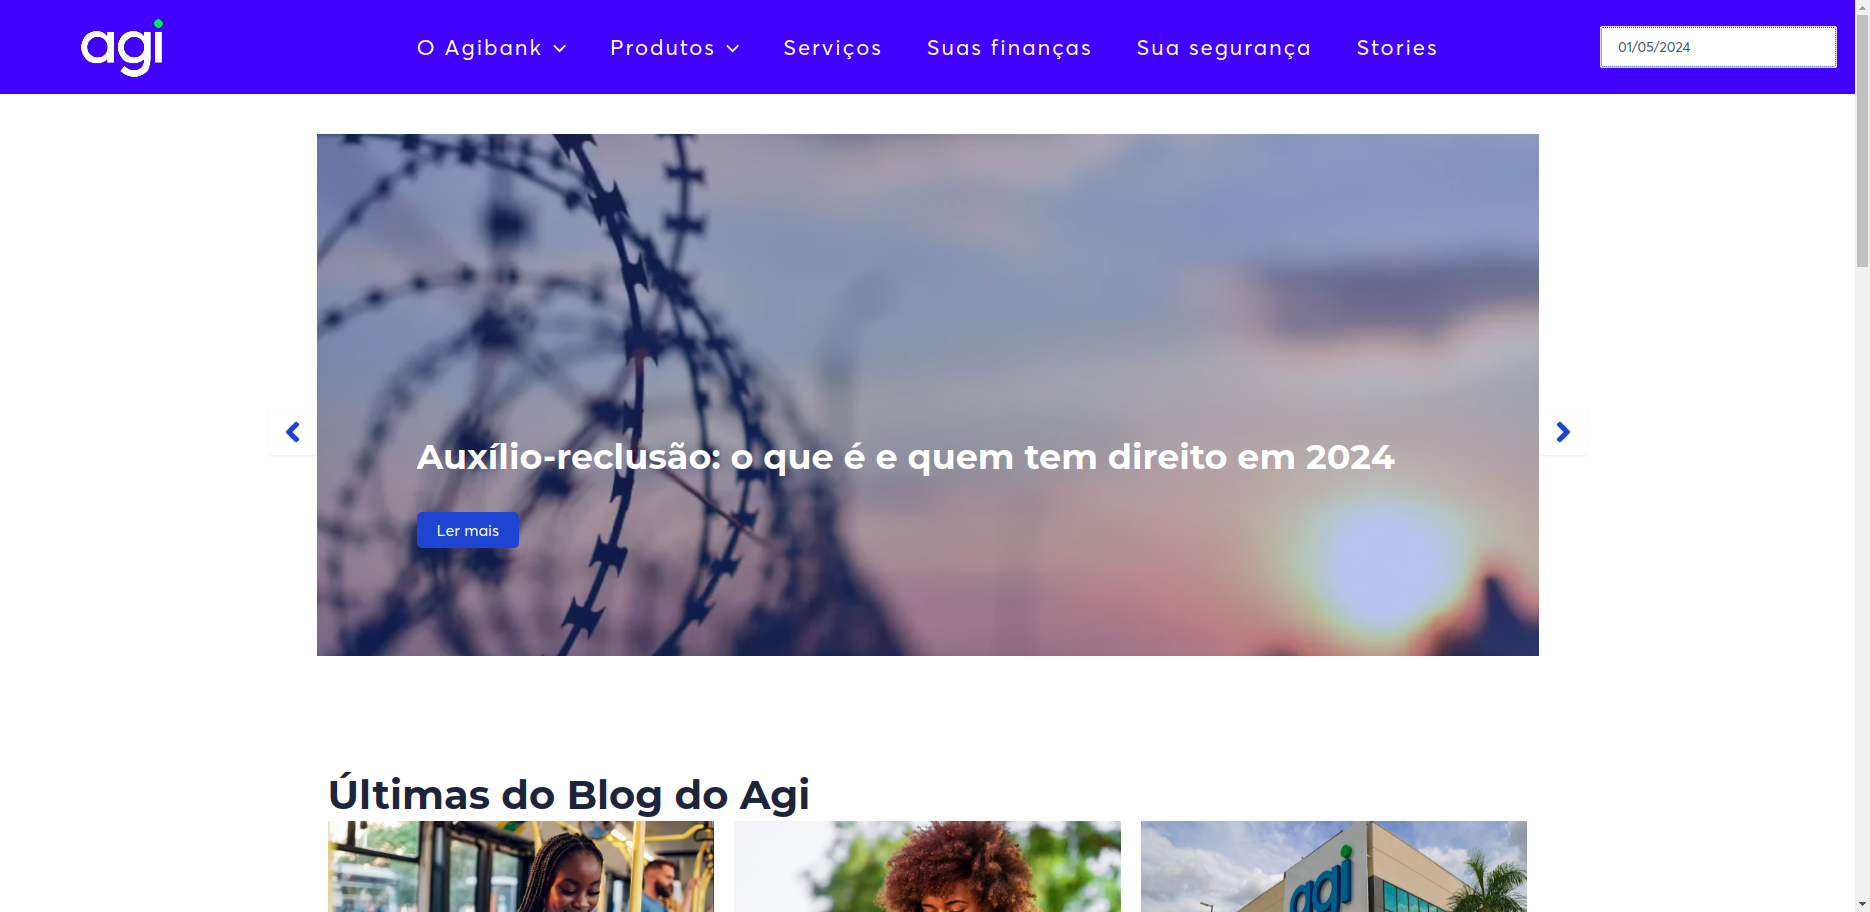 agi
O Agibank
Produtos
Serviços
Suas finanças
Sua segurança
Stories
01/05/2024
Auxílio-reclusão: o que é e quem tem direito em 2024
Ler mais
Últimas do Blog do Agi
agi